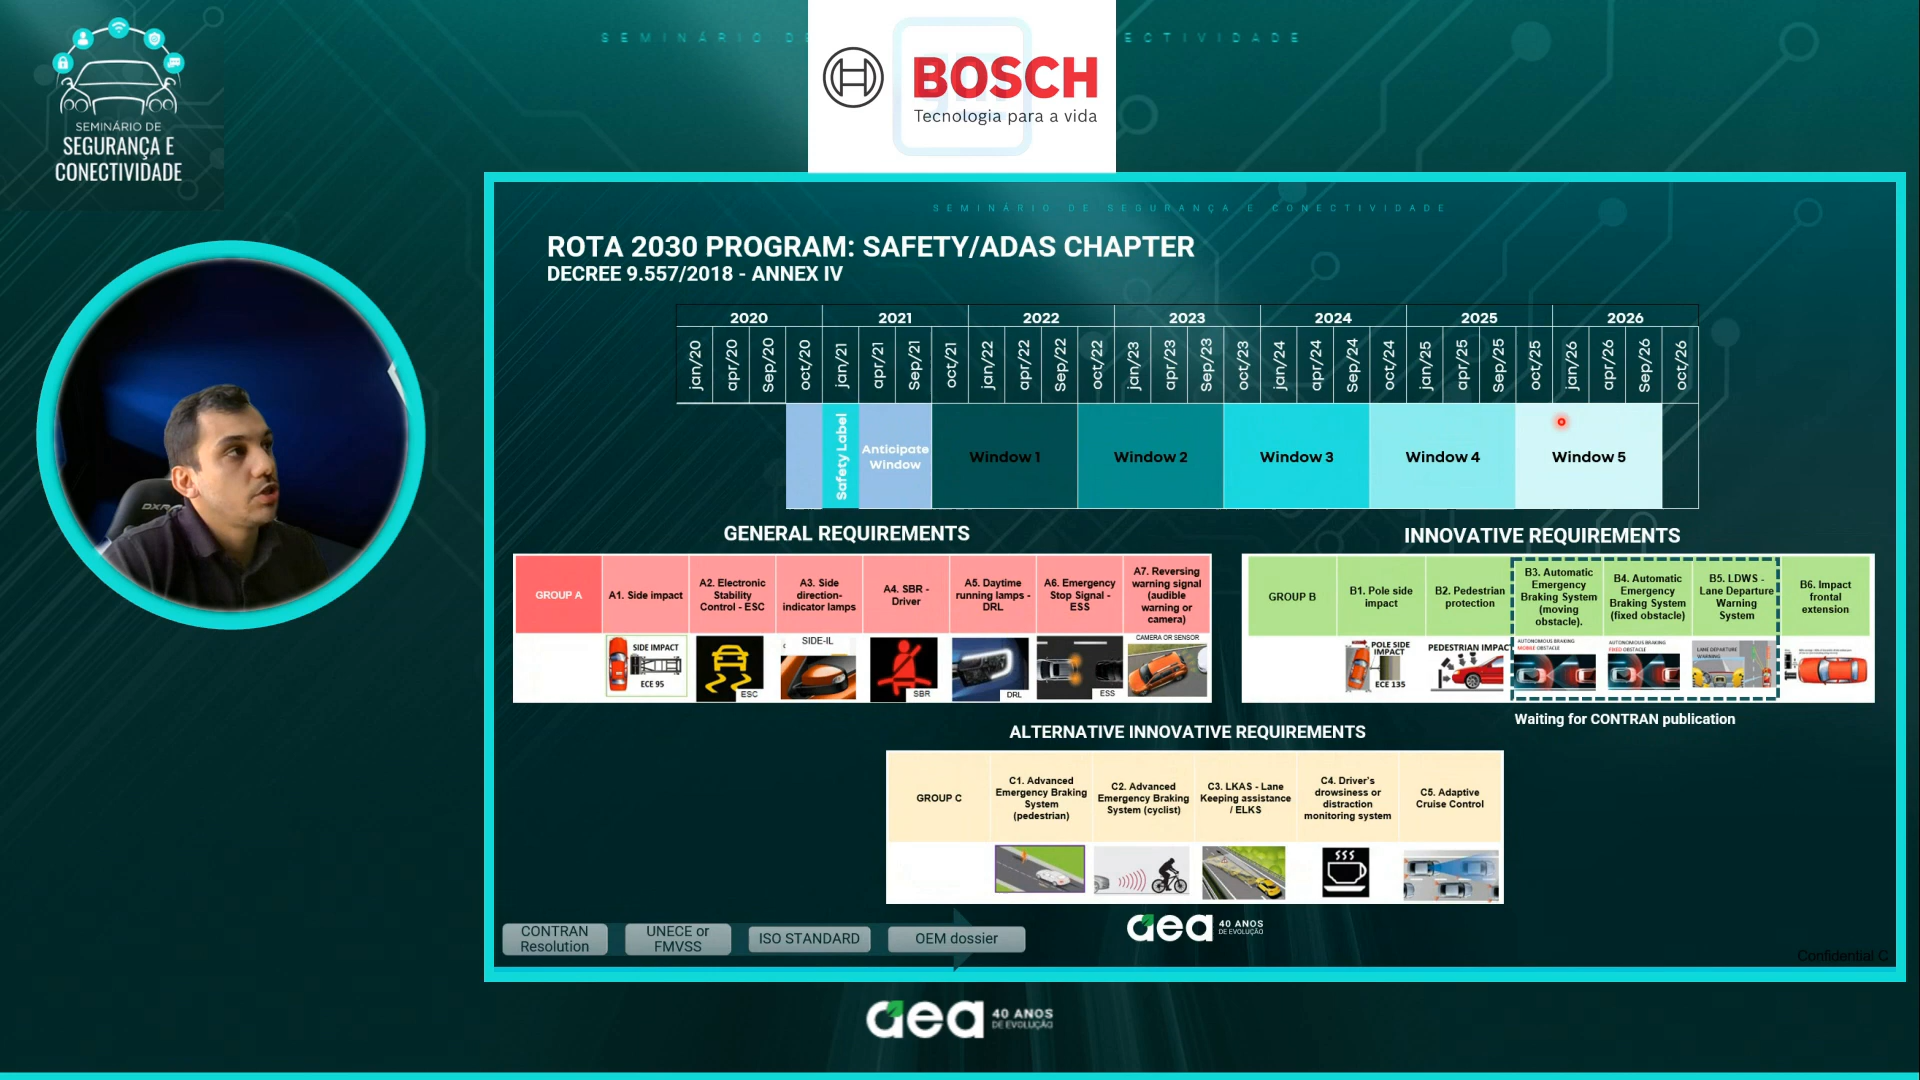 SEMINÁRIO DE
SEGURANÇA E
CONECTIVIDADE
BOSCH
Tecnologia para a vida
SEMINÁRIO DE SEGURANÇA E CONECTIVIDADE
ROTA 2030 PROGRAM: SAFETY/ADAS CHAPTER
DECREE 9.557/2018 - ANNEX IV
2020 2021 2022 2023 2024 2025 2026
jan/20 apr/20 Sep/20 oct/20 jan/21 apr/21 Sep/21 oct/21 jan/22 apr/22 Sep/22 oct/22 jan/23 apr/23 Sep/23 oct/23 jan/24 apr/24 Sep/24 oct/24 jan/25 apr/25 Sep/25 oct/25 jan/26 apr/26 Sep/26 oct/26
Safety Label
Anticipate
Window
Window 1
Window 2
Window 3
Window 4
Window 5
GENERAL REQUIREMENTS
GROUP A
A1. Side impact
A2. Electronic
Stability
Control - ESC
A3. Side
direction-
indicator lamps
A4. SBR -
Driver
A5. Daytime
running lamps -
DRL
A6. Emergency
Stop Signal -
ESS
A7. Reversing
warning signal
(audible
warning or
camera)
SIDE IMPACT
ECE 95
ESC
SIDE-IL
SBR
DRL
ESS
CAMERA OR SENSOR
INNOVATIVE REQUIREMENTS
GROUP B
B1. Pole side
impact
B2. Pedestrian
protection
B3. Automatic
Emergency
Braking System
(moving
obstacle).
B4. Automatic
Emergency
Braking System
(fixed obstacle)
B5. LDWS -
Lane Departure
Warning
System
B6. Impact
frontal
extension
POLE SIDE
IMPACT
ECE 135
PEDESTRIAN IMPACT
AUTONOMOUS BRAKING
MOBILE OBSTACLE
AUTONOMOUS BRAKING
FIXED OBSTACLE
LANE DEPARTURE
WARNING
Waiting for CONTRAN publication
ALTERNATIVE INNOVATIVE REQUIREMENTS
GROUP C
C1. Advanced
Emergency Braking
System
(pedestrian)
C2. Advanced
Emergency Braking
System (cyclist)
C3. LKAS - Lane
Keeping assistance
/ ELKS
C4. Driver's
drowsiness or
distraction
monitoring system
C5. Adaptive
Cruise Control
CONTRAN
Resolution
UNECE or
FMVSS
ISO STANDARD
OEM dossier
aea 40 ANOS
DE EVOLUÇÃO
Confidential C
aea 40 ANOS
DE EVOLUÇÃO